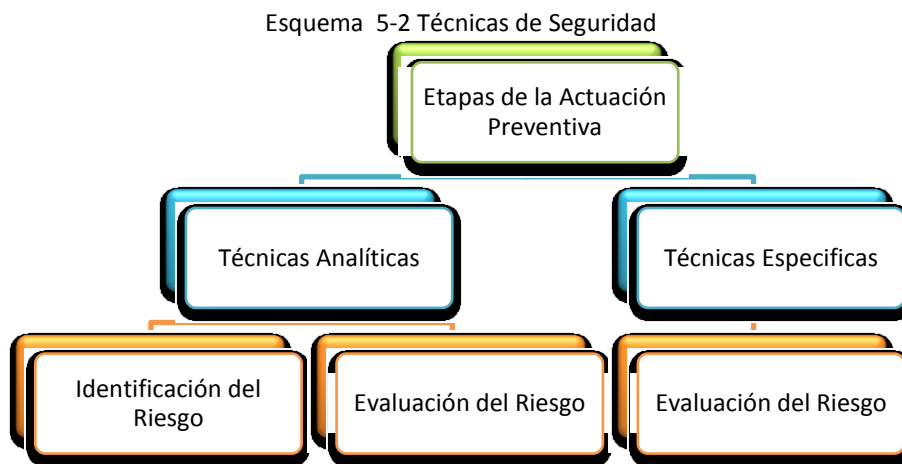 Esquema 5-2 Técnicas de Seguridad
Etapas de la Actuación
Preventiva
Técnicas Analíticas
Técnicas Especificas
Identificación del
Riesgo
Evaluación del Riesgo
Evaluación del Riesgo